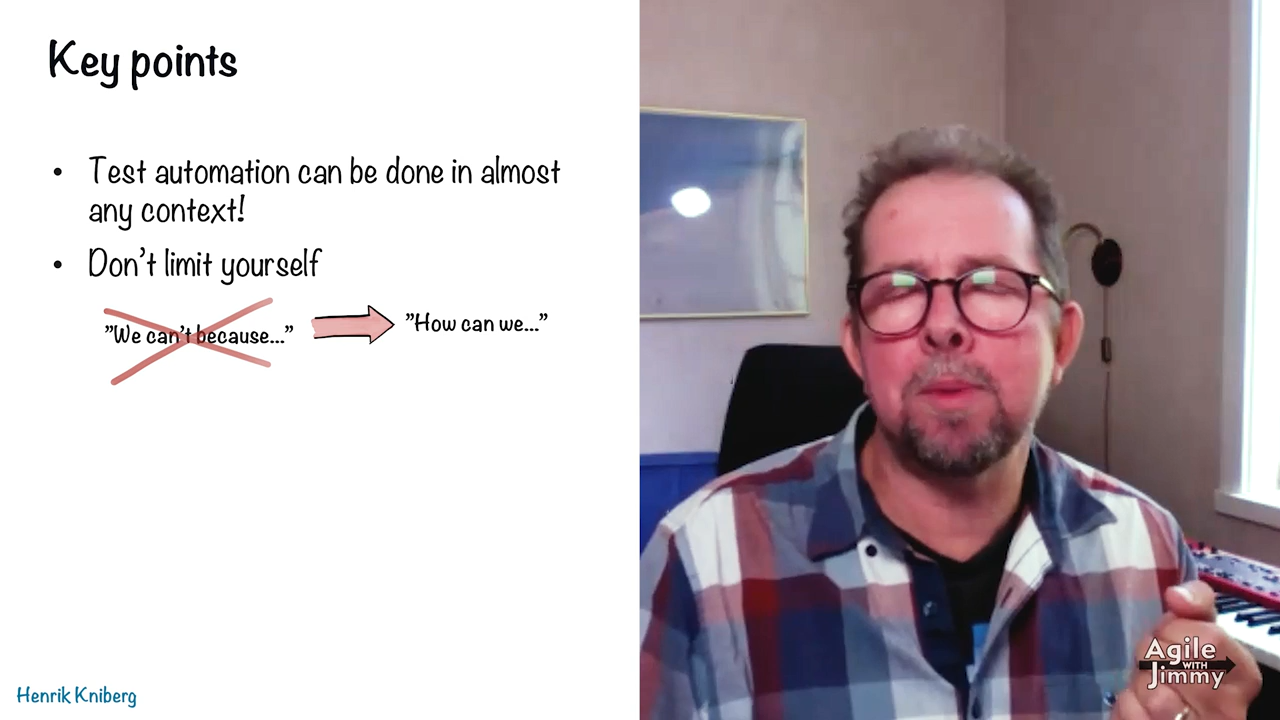 Key points
• Test automation can be done in almost
any context!
• Don't limit yourself
"We can't because..." "How can we..."
Henrik Kniberg
Agile
WITH
Jimmy